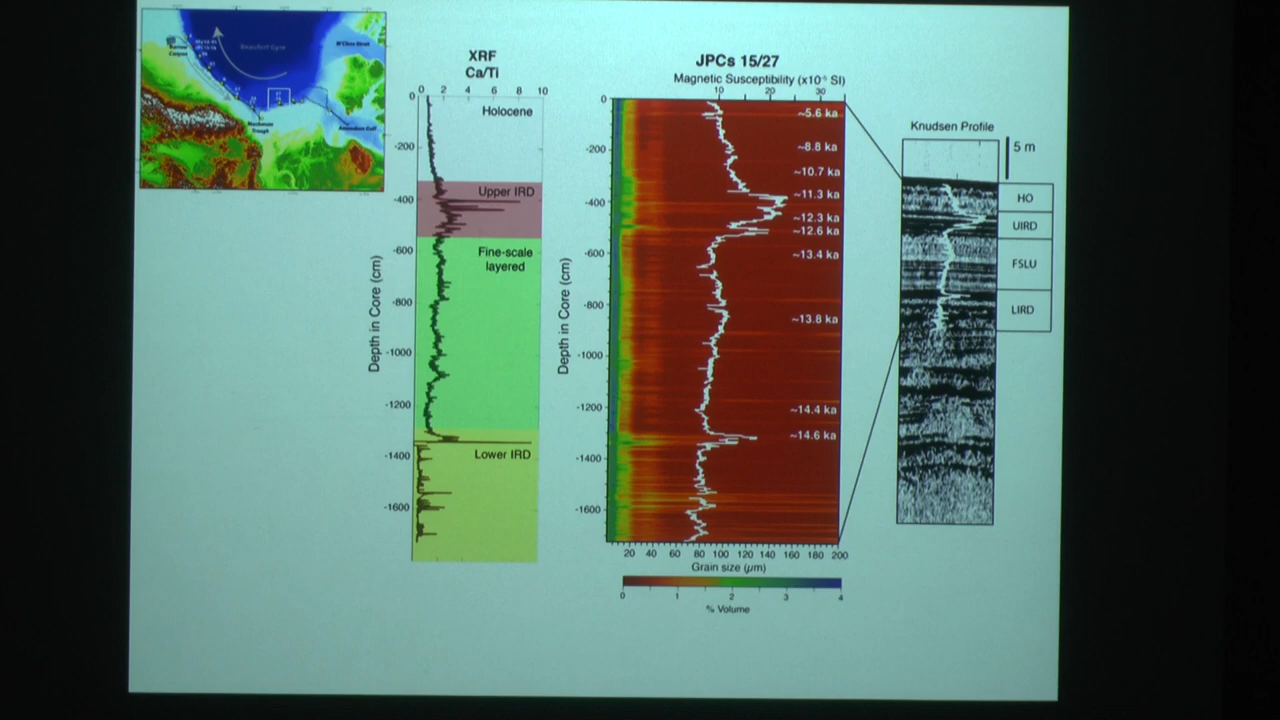 Beaufort Gyre
M'Clure Strait
Barrow
Canyon
Mackenzie
Trough
Amundsen Gulf
XRF
Ca/Ti
0 2 4 6 8 10
0
-200
-400
-600
-800
-1000
-1200
-1400
-1600
Depth in Core (cm)
Holocene
Upper IRD
Fine-scale
layered
Lower IRD
JPCs 15/27
Magnetic Susceptibility (x10⁻⁵ SI)
10 20 30
0
-200
-400
-600
-800
-1000
-1200
-1400
-1600
Depth in Core (cm)
~5.6 ka
~8.8 ka
~10.7 ka
~11.3 ka
~12.3 ka
~12.6 ka
~13.4 ka
~13.8 ka
~14.4 ka
~14.6 ka
20 40 60 80 100 120 140 160 180 200
Grain size (µm)
0 1 2 3 4
% Volume
Knudsen Profile
5 m
HO
UIRD
FSLU
LIRD